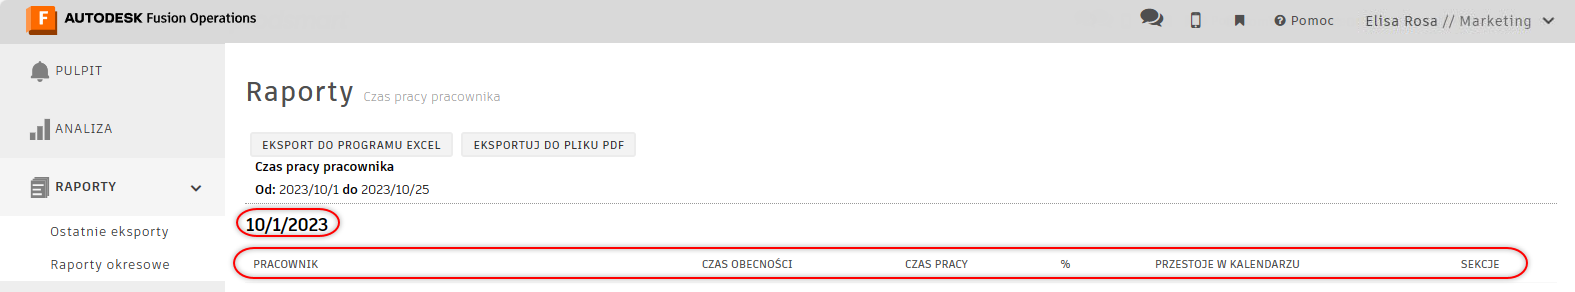 AUTODESK Fusion Operations
Pomoc
Elisa Rosa // Marketing
PULPIT
ANALIZA
RAPORTY
Ostatnie eksporty
Raporty okresowe
Raporty Czas pracy pracownika
EKSPORT DO PROGRAMU EXCEL EKSPORTUJ DO PLIKU PDF
Czas pracy pracownika
Od: 2023/10/1 do 2023/10/25
10/1/2023
PRACOWNIK CZAS OBECNOŚCI CZAS PRACY % PRZESTOJE W KALENDARZU SEKCJE